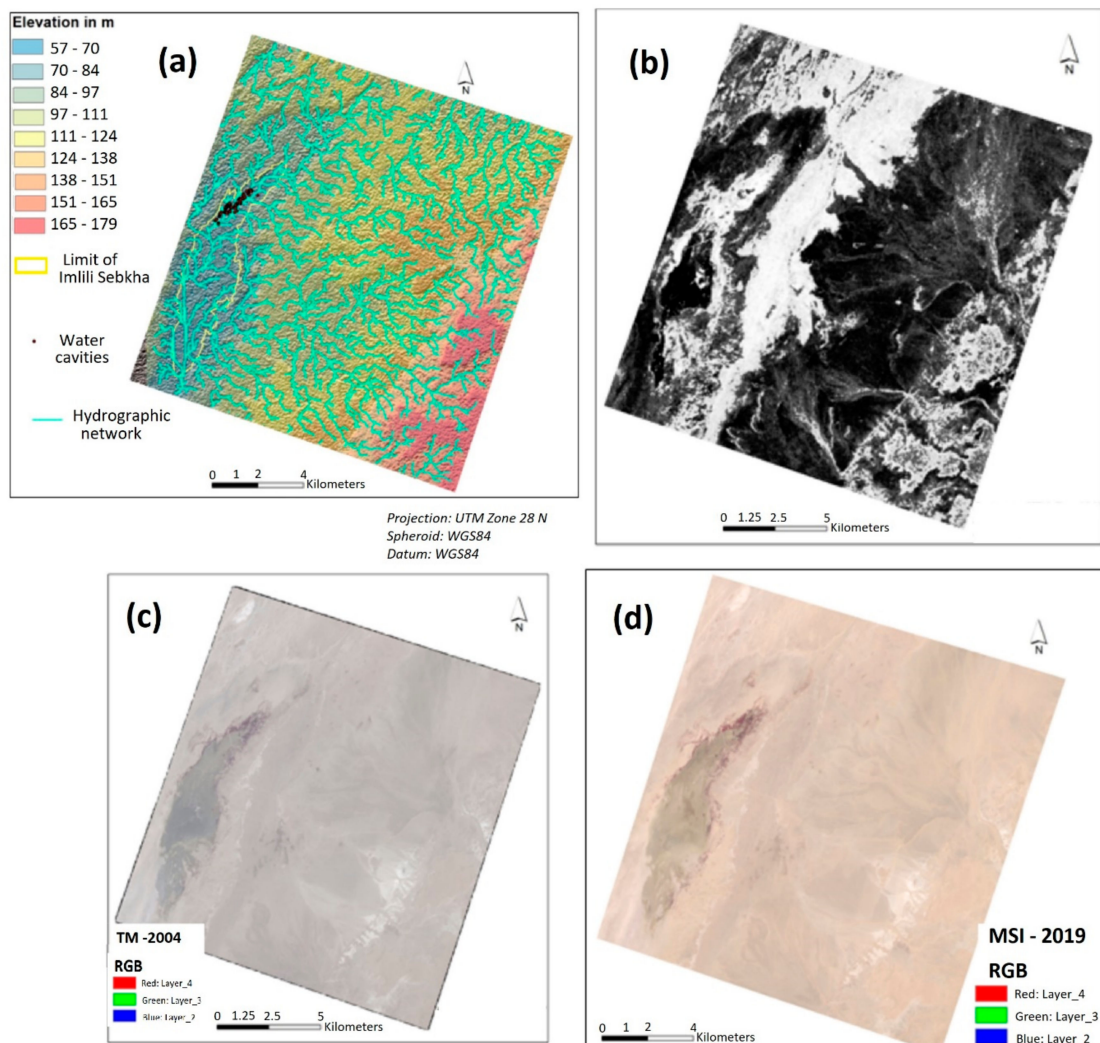 Elevation in m
57 - 70
70 - 84
84 - 97
97 - 111
111 - 124
124 - 138
138 - 151
151 - 165
165 - 179
Limit of
Imlili Sebkha
Water
cavities
Hydrographic
network
(a)
N
0 1 2 4
Kilometers
Projection: UTM Zone 28 N
Spheroid: WGS84
Datum: WGS84
(b)
N
0 1.25 2.5 5
Kilometers
(c)
N
TM -2004
RGB
Red: Layer_4
Green: Layer_3
Blue: Layer_2
0 1.25 2.5 5
Kilometers
(d)
N
MSI - 2019
RGB
Red: Layer_4
Green: Layer_3
Blue: Layer_2
0 1 2 4
Kilometers